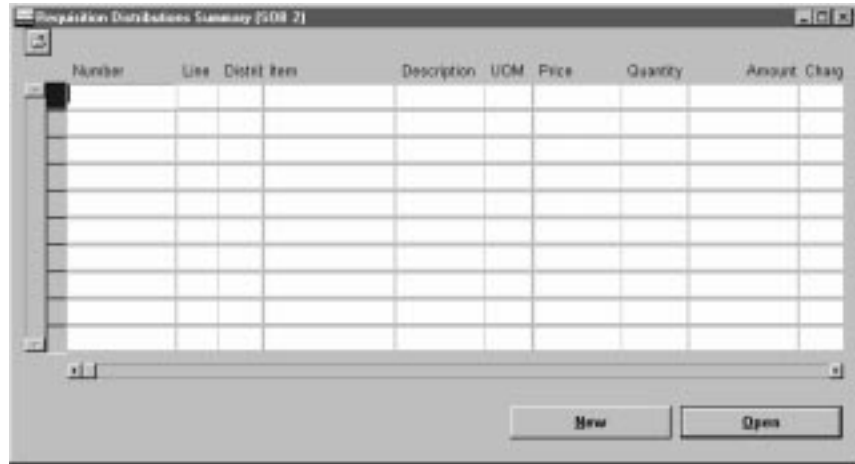 Requisition Distributions Summary (SOB 2)
Number Line Distrit Item Description UOM Price Quantity Amount Charg
New Open